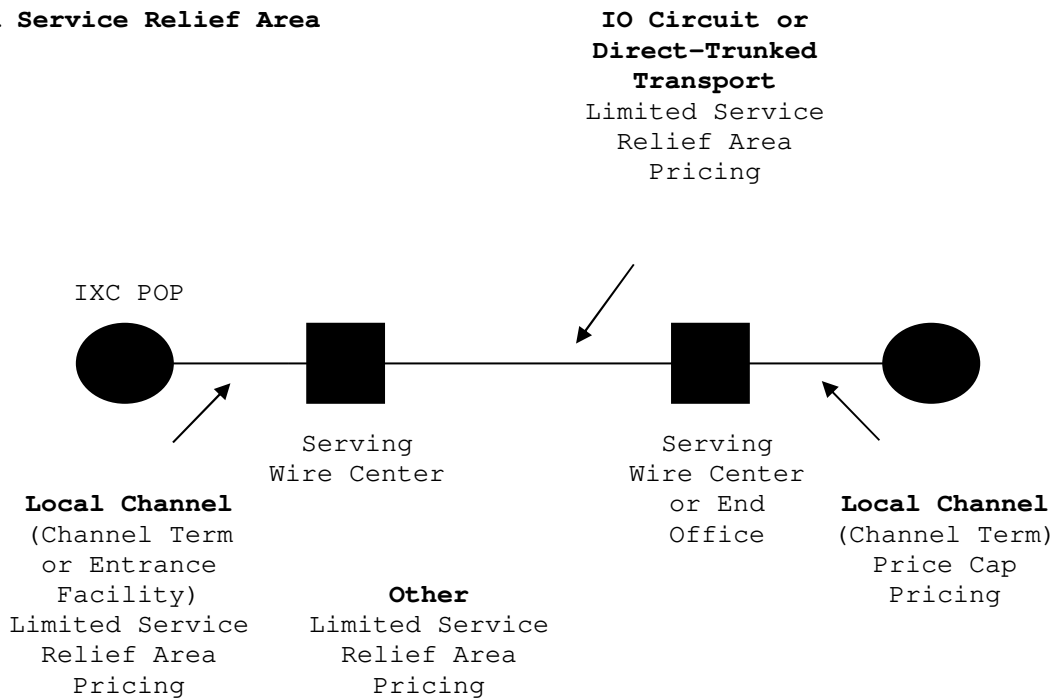 Service Relief Area
IO Circuit or
Direct-Trunked
Transport
Limited Service
Relief Area
Pricing
IXC POP
Serving
Wire Center
Serving
Wire Center
or End
Office
Local Channel
(Channel Term
or Entrance
Facility)
Limited Service
Relief Area
Pricing
Other
Limited Service
Relief Area
Pricing
Local Channel
(Channel Term)
Price Cap
Pricing